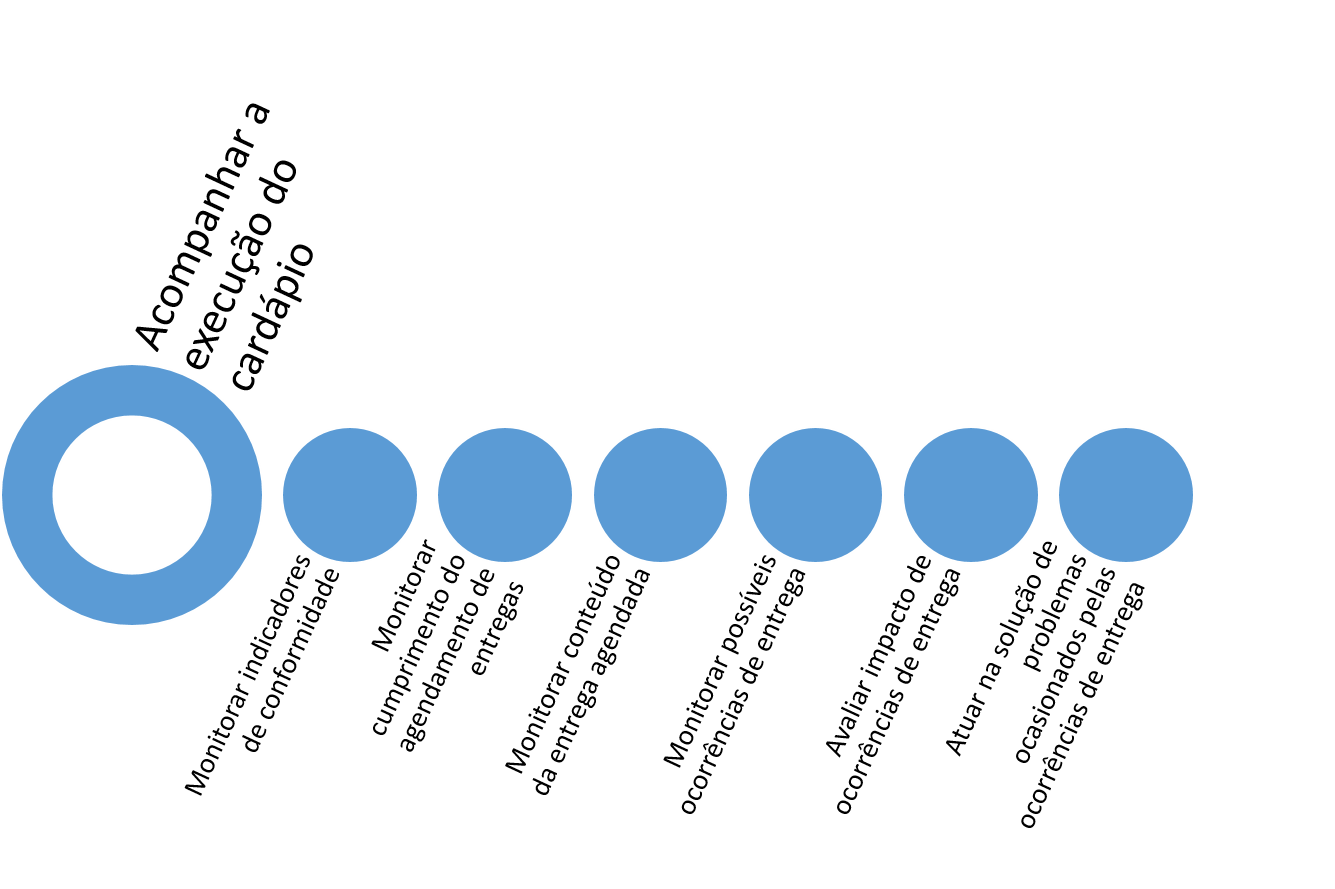 Acompanhar a
execução do
cardápio
Monitorar indicadores
de conformidade
Monitorar
cumprimento do
agendamento de
entregas
Monitorar conteúdo
da entrega agendada
Monitorar possíveis
ocorrências de entrega
Avaliar impacto de
ocorrências de entrega
Atuar na solução de
problemas
ocasionados pelas
ocorrências de entrega